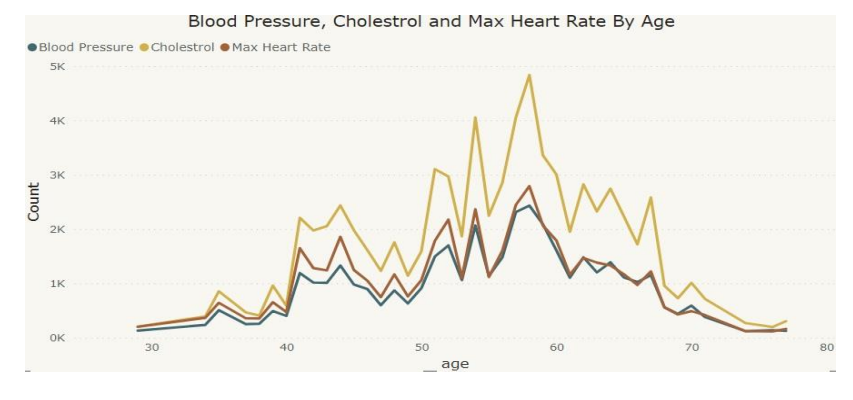 Blood Pressure, Cholestrol and Max Heart Rate By Age
Blood Pressure Cholestrol Max Heart Rate
5K
4K
3K
2K
1K
0K
Count
30 40 50 60 70 80
age